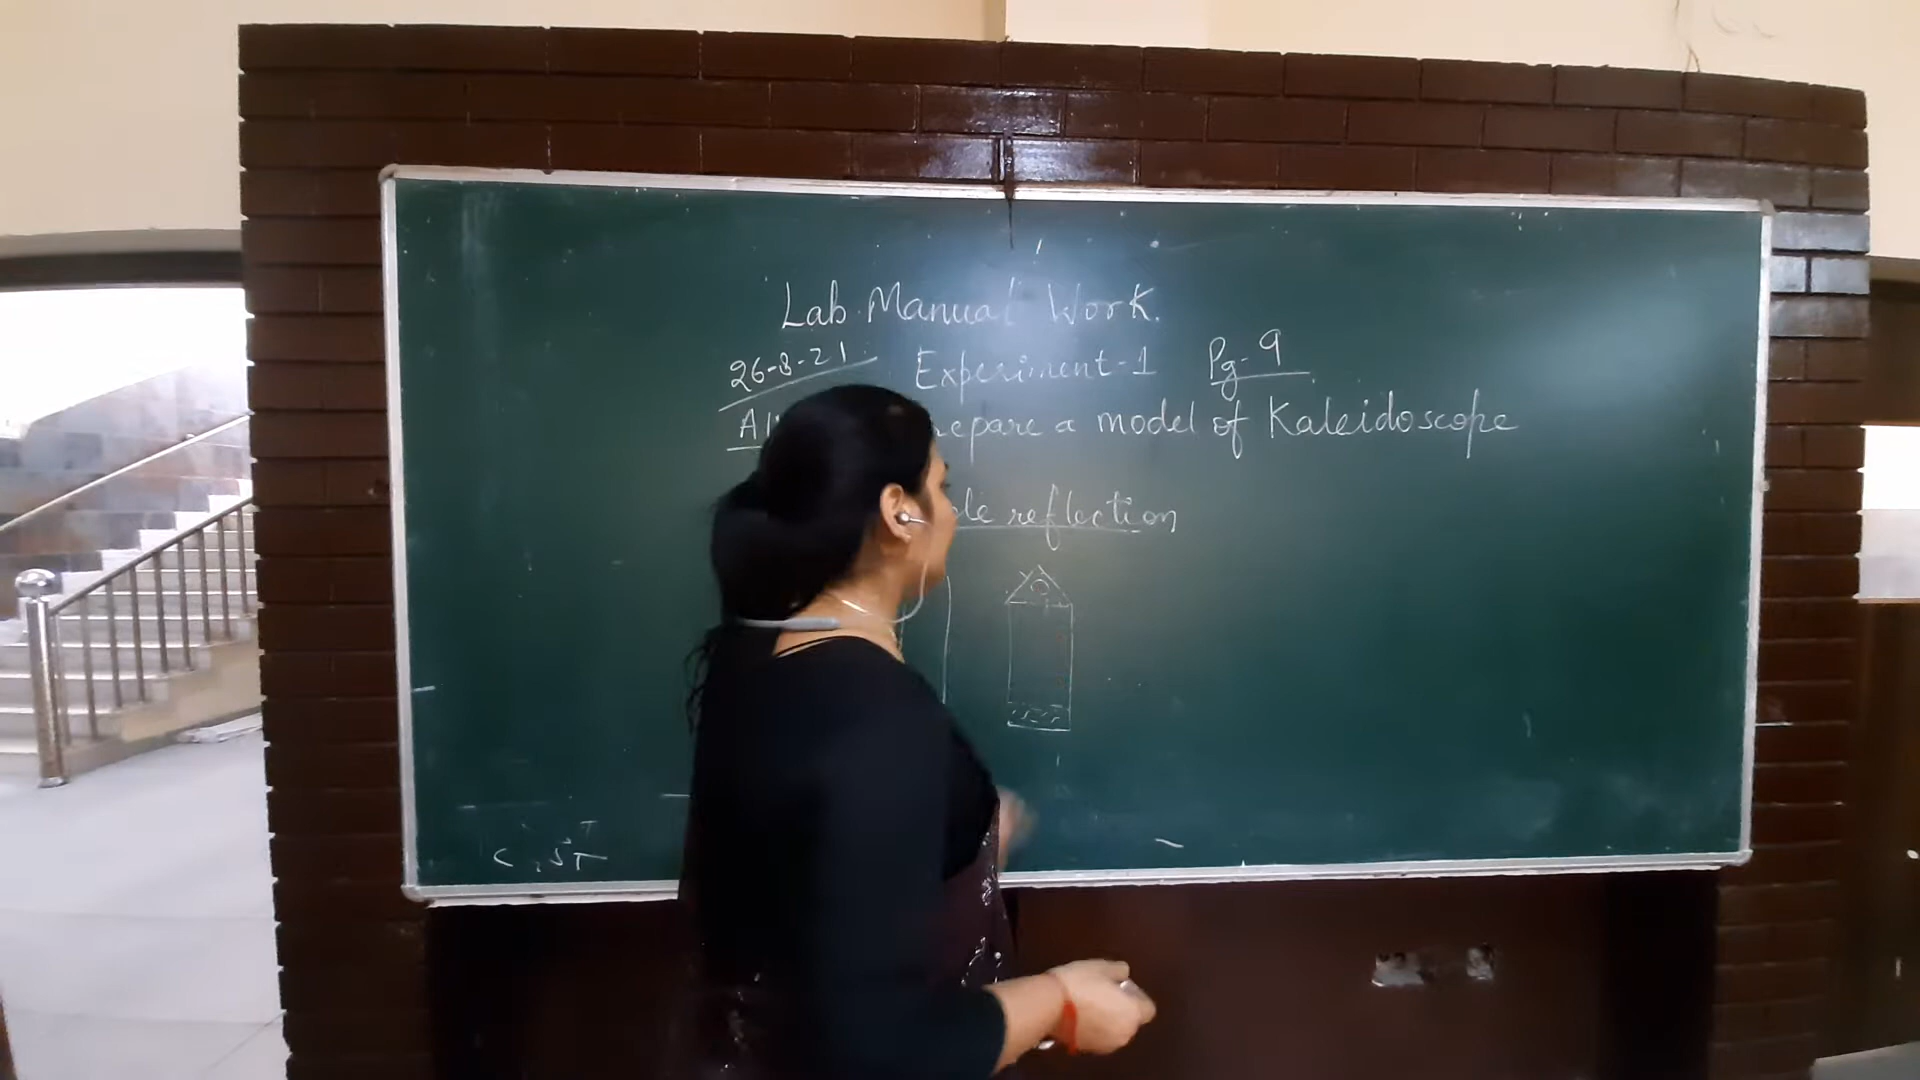 Lab Manual Work.
26-8-21 Experiment-1 Pg-9
a model of Kaleidoscope
reflection